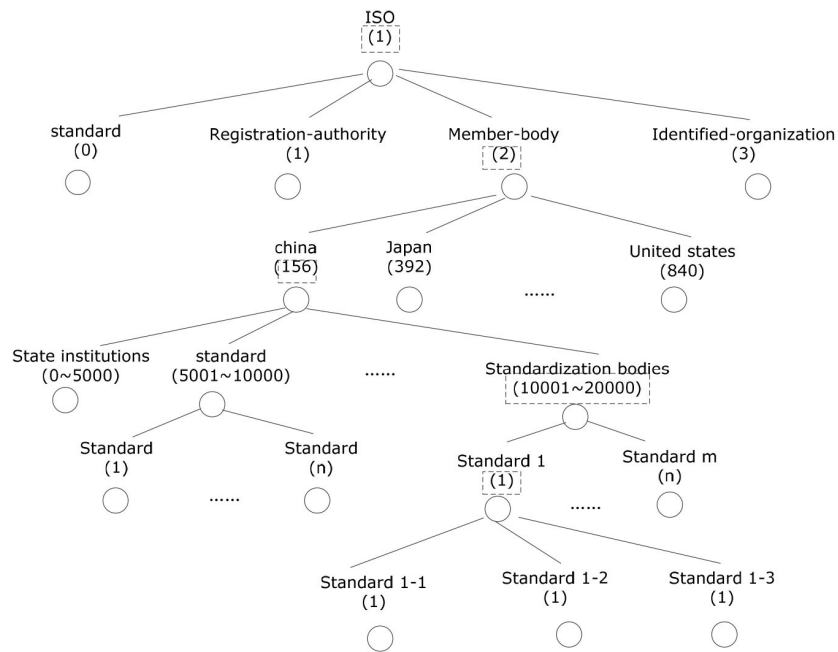 ISO
(1)
standard
(0)
Registration-authority
(1)
Member-body
(2)
Identified-organization
(3)
china
(156)
Japan
(392)
......
United states
(840)
State institutions
(0~5000)
standard
(5001~10000)
......
Standardization bodies
(10001~20000)
Standard
(1)
......
Standard
(n)
Standard 1
(1)
......
Standard m
(n)
Standard 1-1
(1)
Standard 1-2
(1)
Standard 1-3
(1)